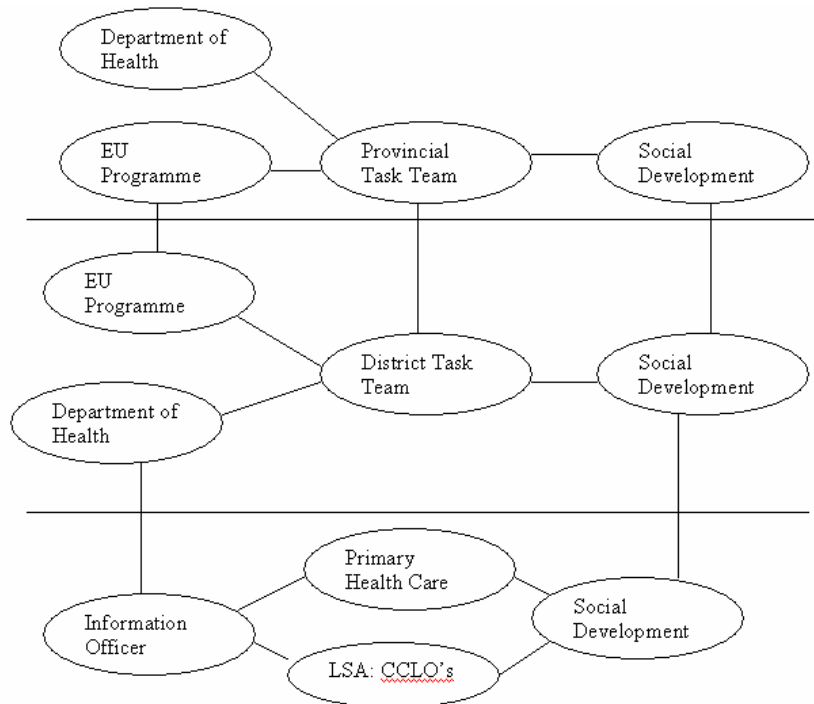 Department of
Health
EU
Programme
Provincial
Task Team
Social
Development
EU
Programme
District Task
Team
Social
Development
Department of
Health
Primary
Health Care
Information
Officer
Social
Development
LSA: CCLO's